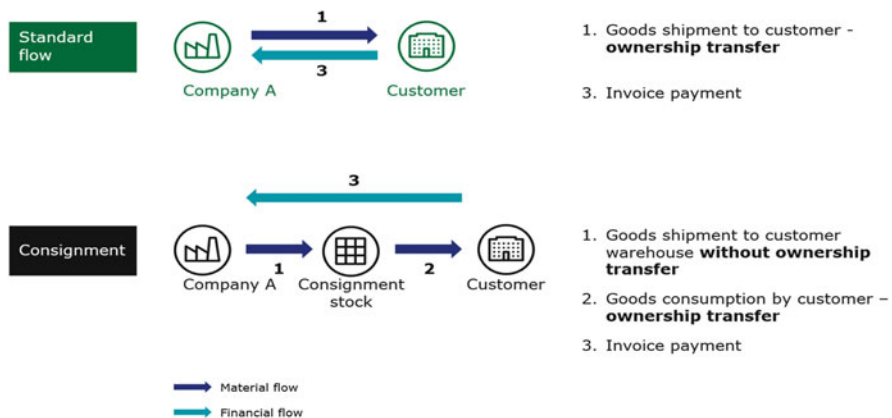 Standard
flow
1
3
Company A
Customer
1. Goods shipment to customer -
ownership transfer
3. Invoice payment
Consignment
3
1
2
Company A
Consignment
stock
Customer
1. Goods shipment to customer
warehouse without ownership
transfer
2. Goods consumption by customer –
ownership transfer
3. Invoice payment
Material flow
Financial flow